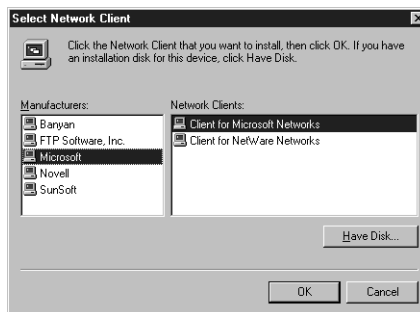 Select Network Client
Click the Network Client that you want to install, then click OK. If you have
an installation disk for this device, click Have Disk.
Manufacturers:
Banyan
FTP Software, Inc.
Microsoft
Novell
SunSoft
Network Clients:
Client for Microsoft Networks
Client for NetWare Networks
Have Disk...
OK
Cancel